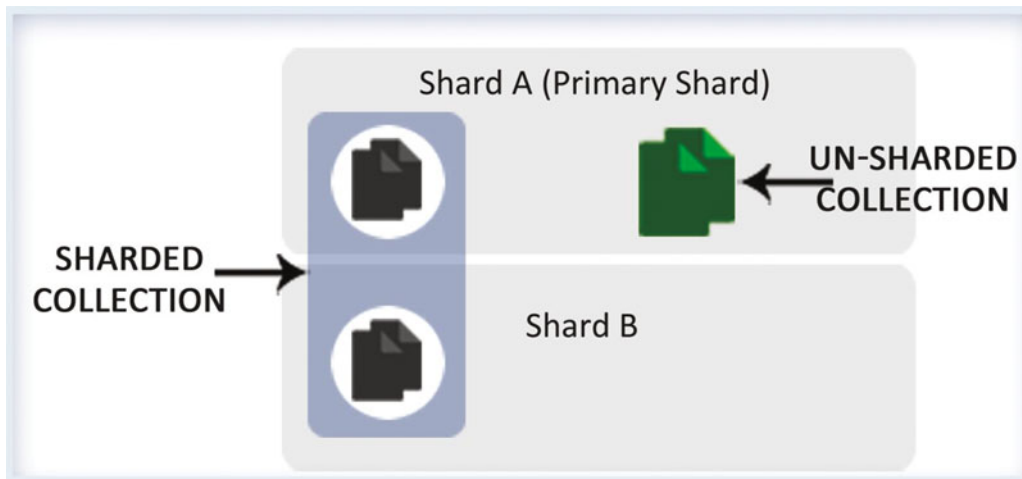 Shard A (Primary Shard)
UN-SHARDED
COLLECTION
SHARDED
COLLECTION
Shard B